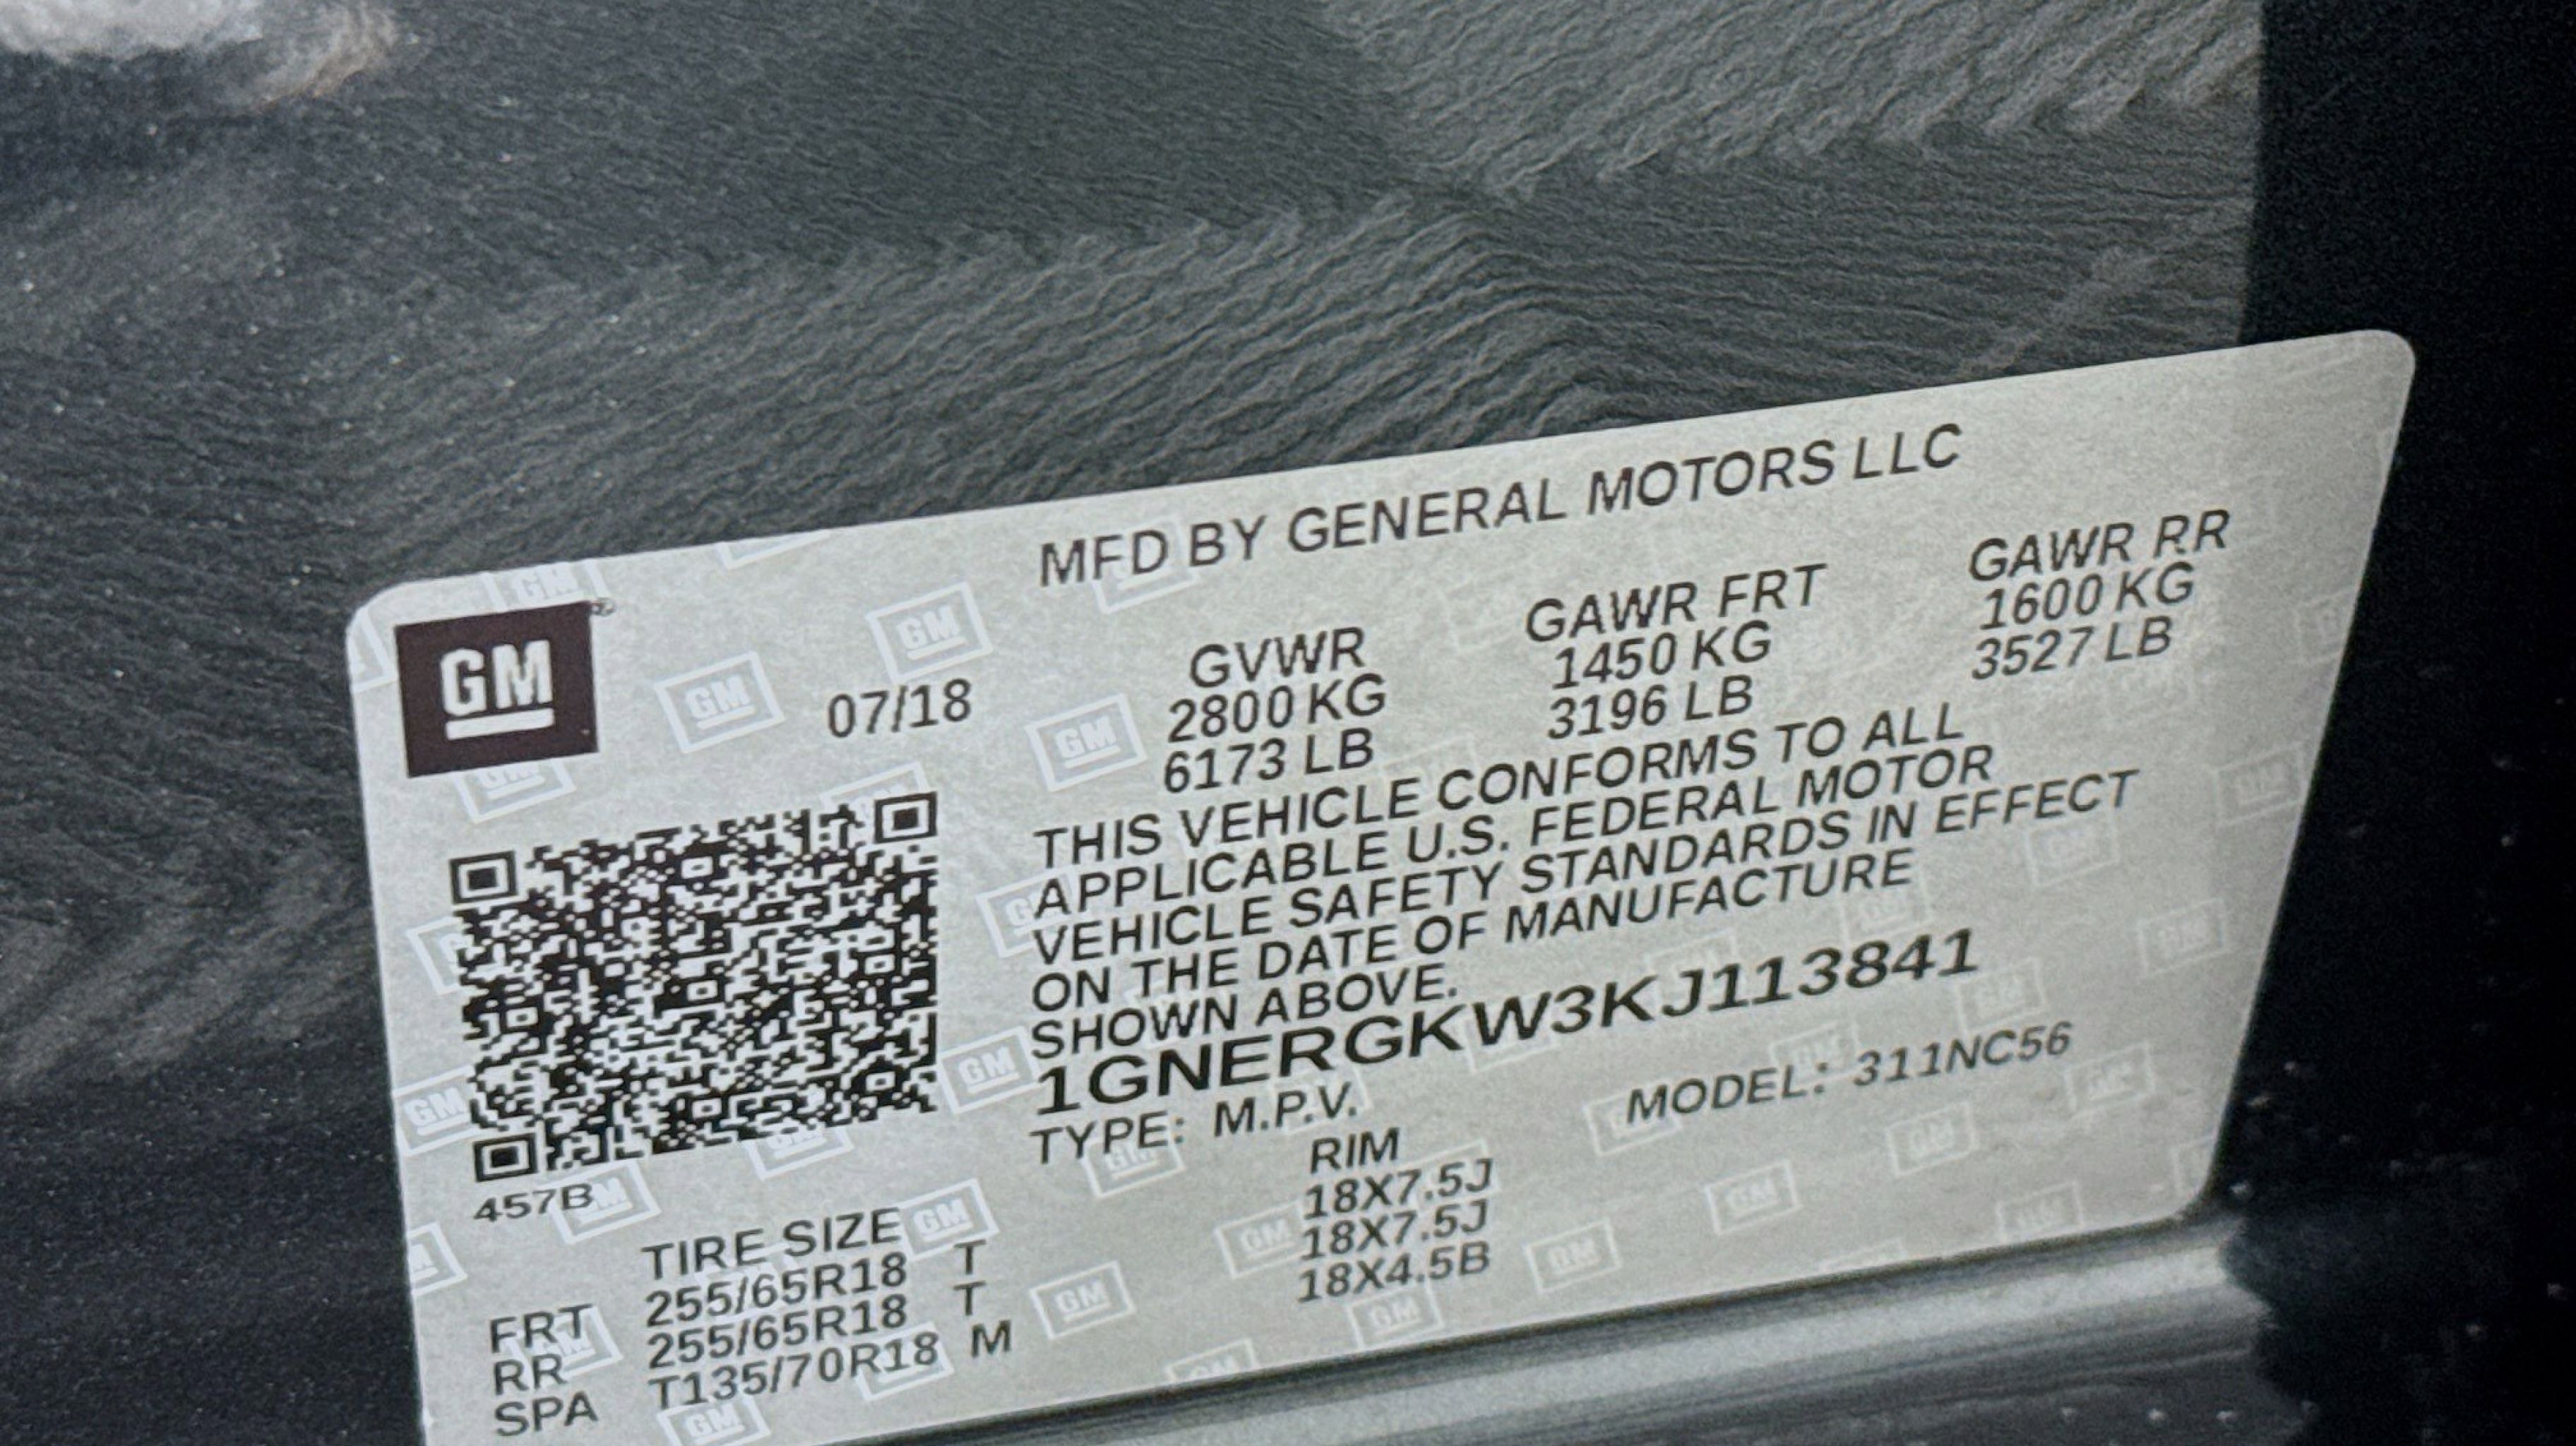 MFD BY GENERAL MOTORS LLC
GM
07/18
GVWR GAWR FRT GAWR RR
2800 KG 1450 KG 1600 KG
6173 LB 3196 LB 3527 LB
THIS VEHICLE CONFORMS TO ALL
APPLICABLE U.S. FEDERAL MOTOR
VEHICLE SAFETY STANDARDS IN EFFECT
ON THE DATE OF MANUFACTURE
SHOWN ABOVE.
1GNERGKW3KJ113841
TYPE: M.P.V. MODEL: 311NC56
457B
TIRE SIZE RIM
FRT 255/65R18 T 18X7.5J
RR 255/65R18 T 18X7.5J
SPA T135/70R18 M 18X4.5B